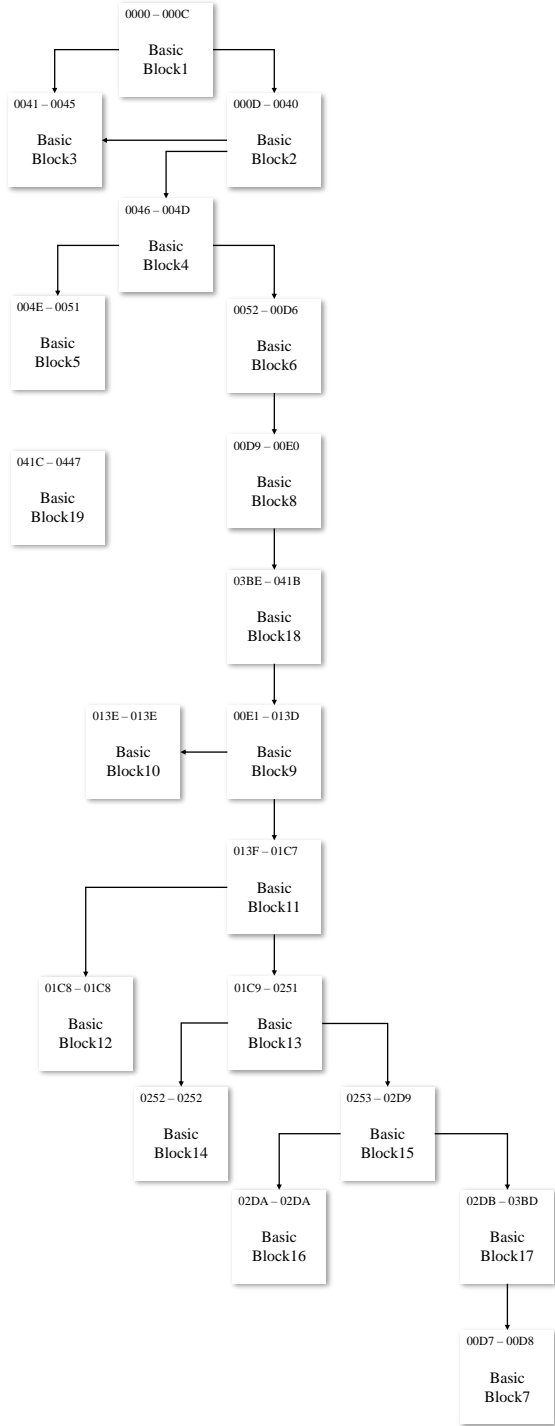 0000 – 000C
Basic
Block1
0041 – 0045
Basic
Block3
000D – 0040
Basic
Block2
0046 – 004D
Basic
Block4
004E – 0051
Basic
Block5
0052 – 00D6
Basic
Block6
00D9 – 00E0
Basic
Block8
041C – 0447
Basic
Block19
03BE – 041B
Basic
Block18
013E – 013E
Basic
Block10
00E1 – 013D
Basic
Block9
013F – 01C7
Basic
Block11
01C8 – 01C8
Basic
Block12
01C9 – 0251
Basic
Block13
0252 – 0252
Basic
Block14
0253 – 02D9
Basic
Block15
02DA – 02DA
Basic
Block16
02DB – 03BD
Basic
Block17
00D7 – 00D8
Basic
Block7